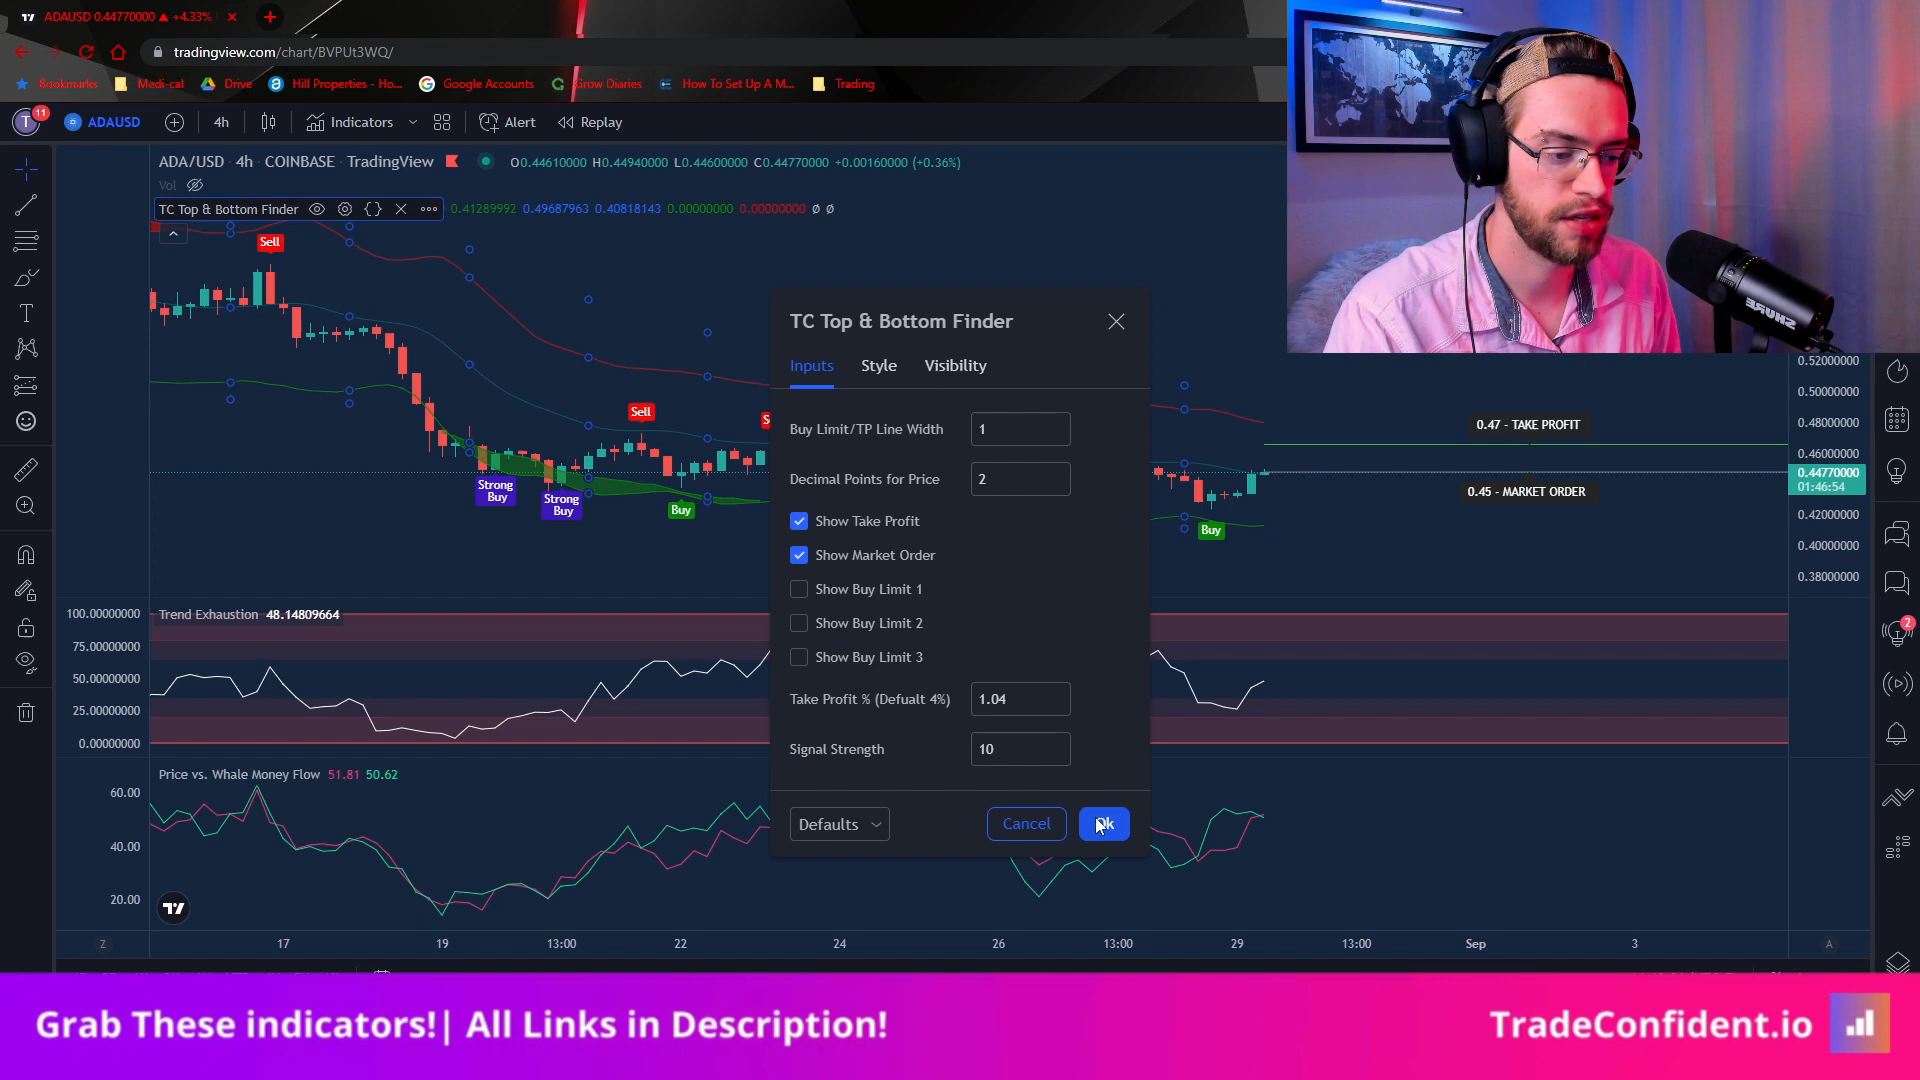 ADAUSD 0.44770000 ▲ +4.33%
tradingview.com/chart/BVPUt3WQ/
Bookmarks Medi-cal Drive Hill Properties - Ho... Google Accounts Grow Diaries How To Set Up A M... Trading
T 11 ADAUSD 4h Indicators Alert Replay
ADA/USD · 4h · COINBASE · TradingView O0.44610000 H0.44940000 L0.44600000 C0.44770000 +0.00160000 (+0.36%)
Vol
TC Top & Bottom Finder 0.41289992 0.49687963 0.40818143 0.00000000 0.00000000 ø ø
Sell
Sell
Strong Buy
Strong Buy
Buy
Buy
TC Top & Bottom Finder
Inputs Style Visibility
Buy Limit/TP Line Width 1
Decimal Points for Price 2
Show Take Profit
Show Market Order
Show Buy Limit 1
Show Buy Limit 2
Show Buy Limit 3
Take Profit % (Defualt 4%) 1.04
Signal Strength 10
Defaults Cancel Ok
0.47 - TAKE PROFIT
0.45 - MARKET ORDER
0.52000000
0.50000000
0.48000000
0.46000000
0.44770000
01:46:54
0.42000000
0.40000000
0.38000000
SHURE
2
Trend Exhaustion 48.14809664
100.00000000
75.00000000
50.00000000
25.00000000
0.00000000
Price vs. Whale Money Flow 51.81 50.62
60.00
40.00
20.00
Z 17 19 13:00 22 24 26 13:00 29 13:00 Sep 3 A
Grab These indicators!| All Links in Description!
TradeConfident.io